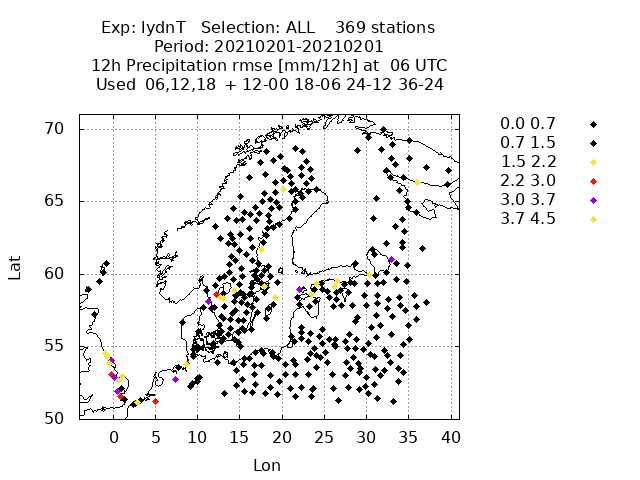 Exp: IydnT   Selection: ALL    369 stations
Period: 20210201-20210201
12h Precipitation rmse [mm/12h] at  06 UTC
Used  06,12,18  + 12-00 18-06 24-12 36-24
0.0 0.7
0.7 1.5
1.5 2.2
2.2 3.0
3.0 3.7
3.7 4.5
70
65
60
55
50
Lat
0 5 10 15 20 25 30 35 40
Lon